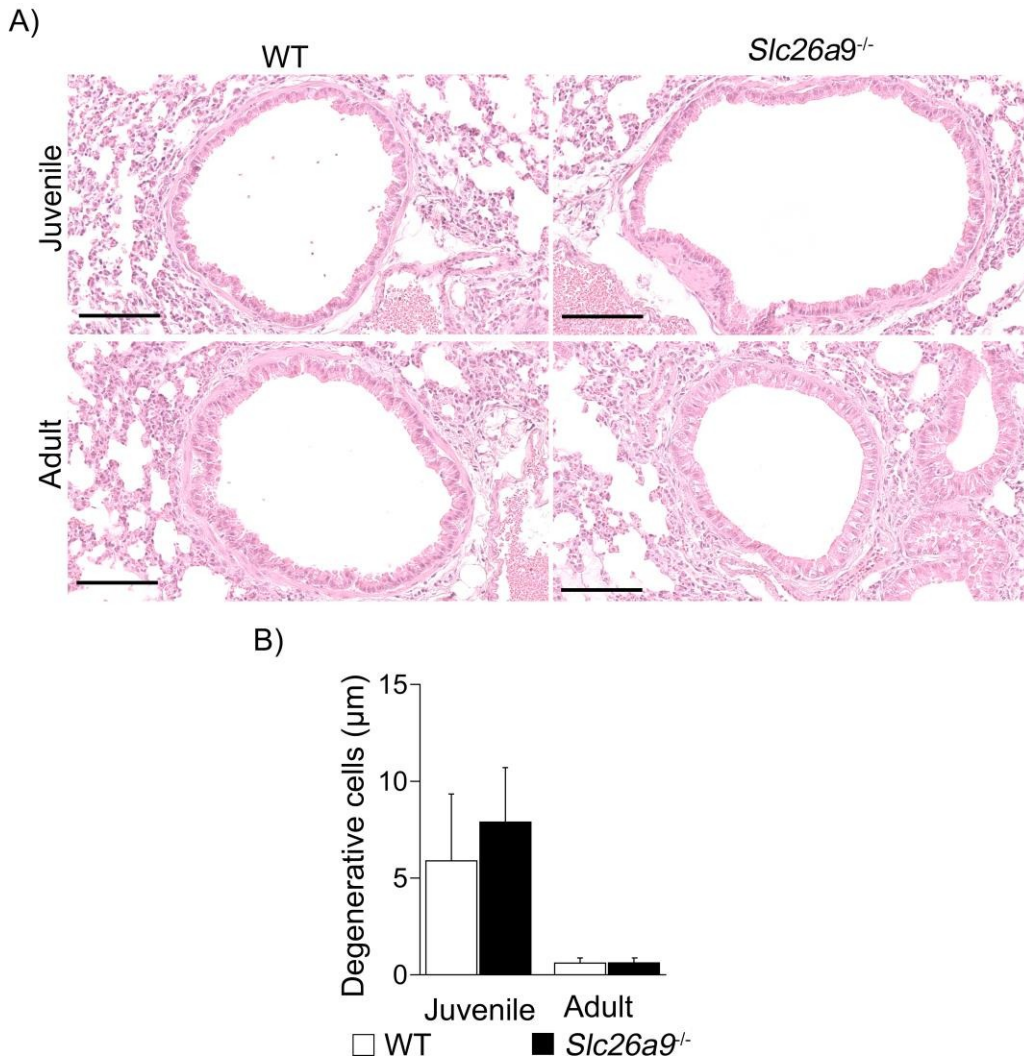 A)
WT
Slc26a9-/-
Juvenile
Adult
B)
Degenerative cells (μm)
15
10
5
0
Juvenile Adult
WT Slc26a9-/-